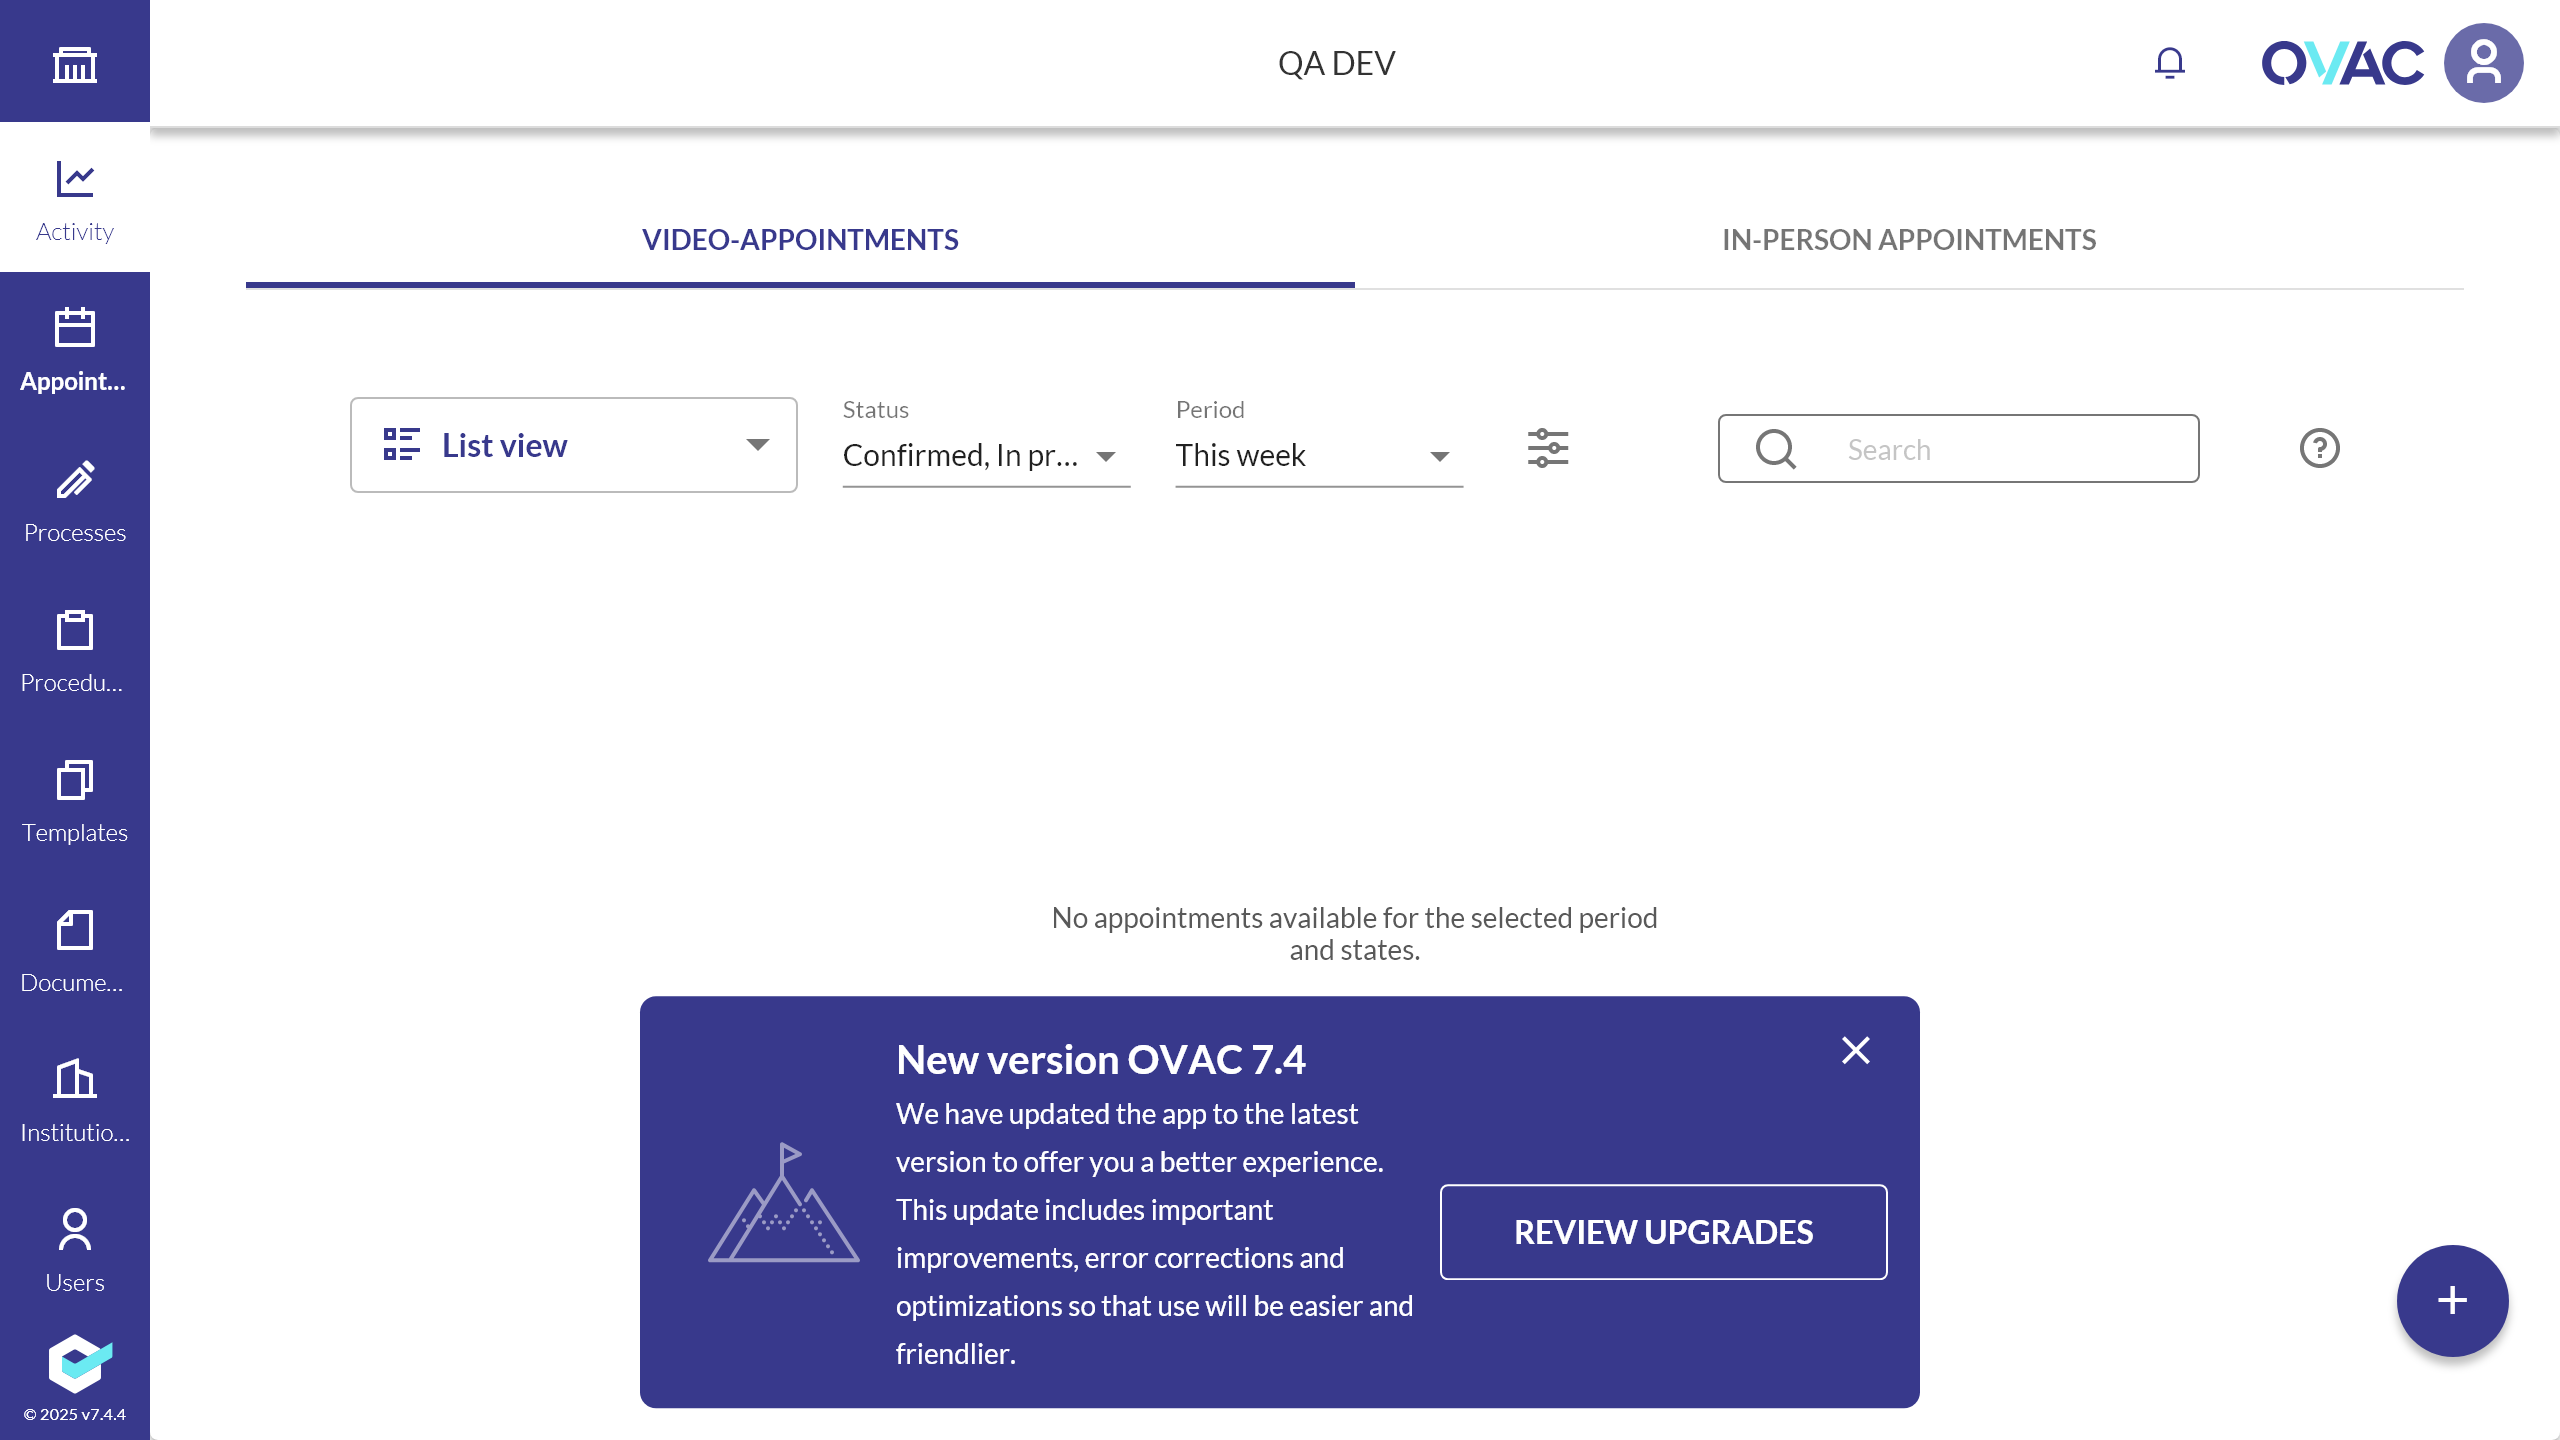 QA DEV
OVAC
Activity
Appoint...
Processes
Procedu...
Templates
Docume...
Institutio...
Users
© 2025 v7.4.4
VIDEO-APPOINTMENTS
IN-PERSON APPOINTMENTS
List view
Status
Confirmed, In pr...
Period
This week
Search
No appointments available for the selected period
and states.
New version OVAC 7.4
We have updated the app to the latest
version to offer you a better experience.
This update includes important
improvements, error corrections and
optimizations so that use will be easier and
friendlier.
REVIEW UPGRADES